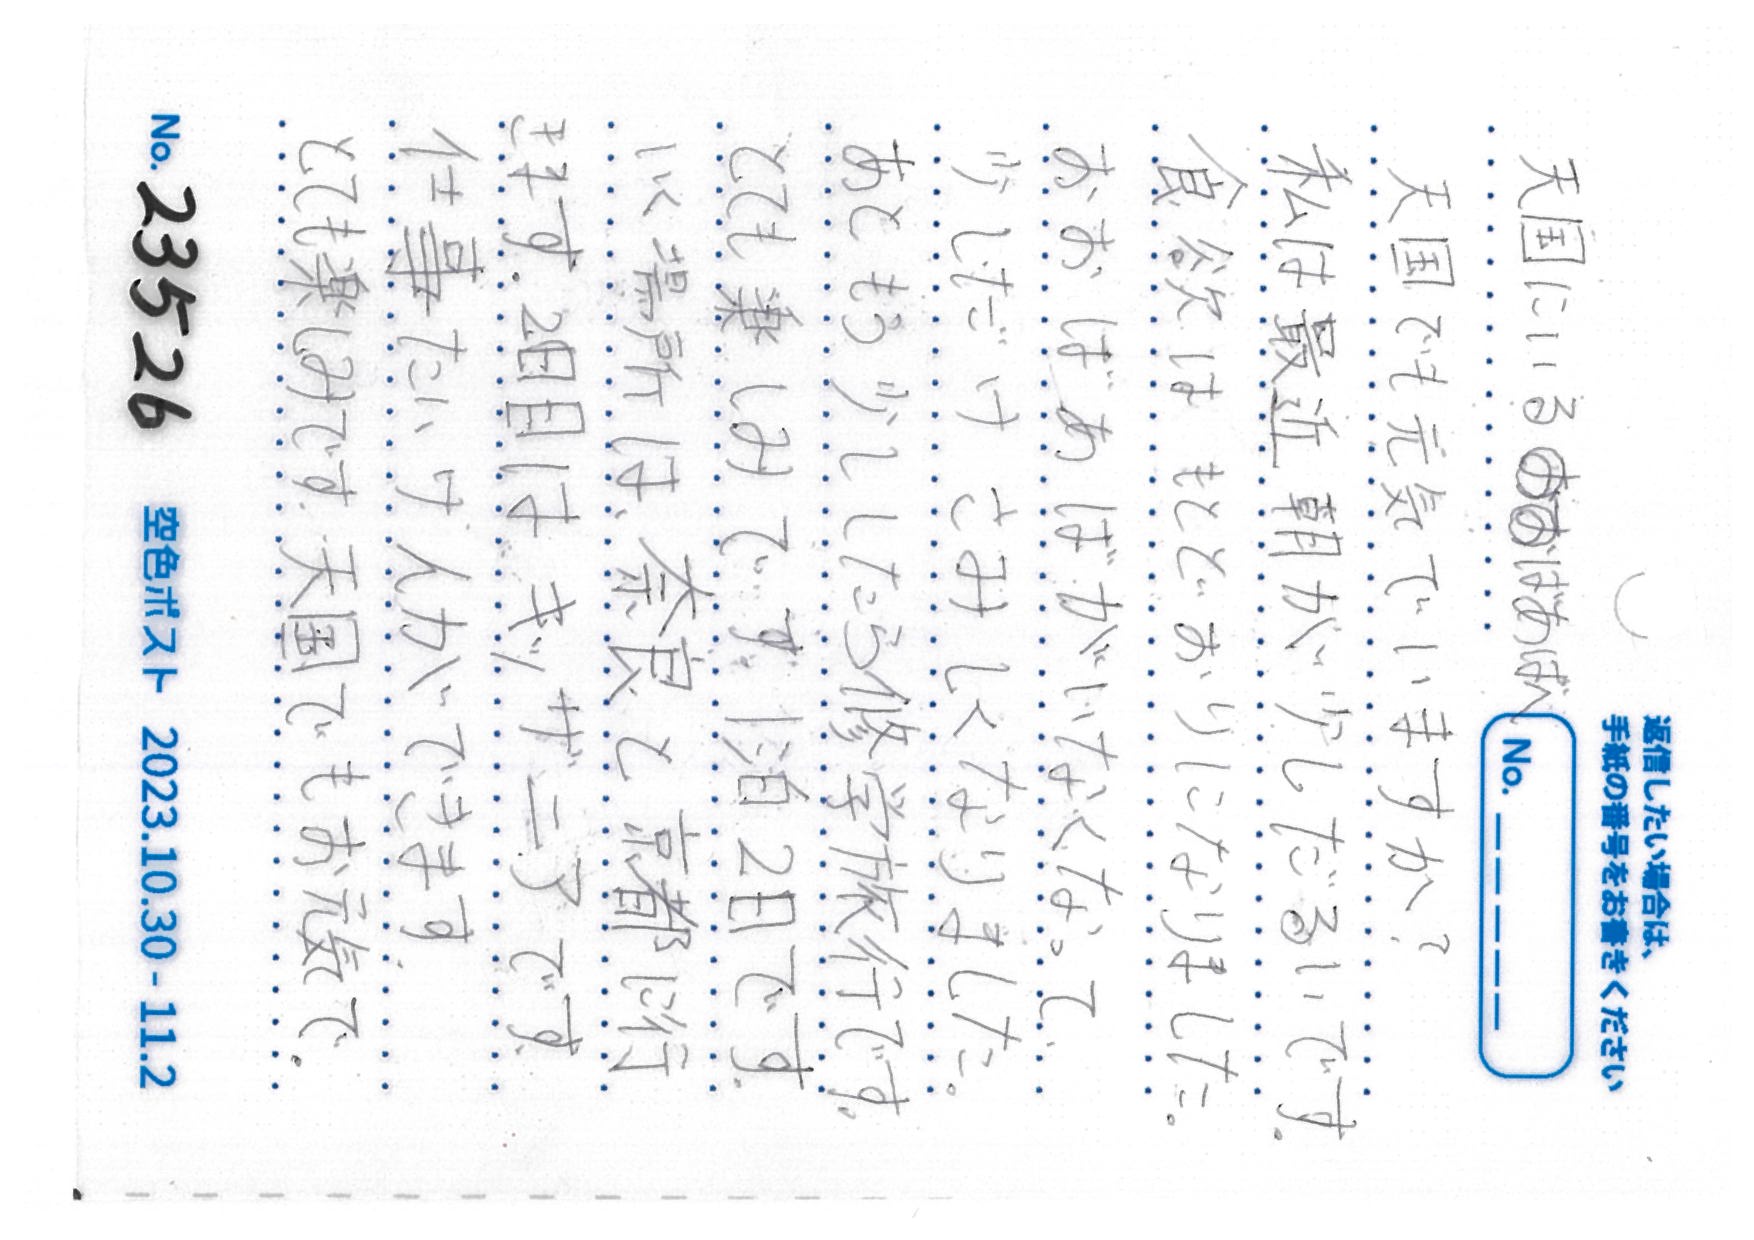 返信したい場合は、
手紙の番号をお書きください
No. _ _ _ _ _
天国にいるおおばあばへ
天国でも元気でいますか?
私は最近朝が少しだるいです。
食欲はもとどおりになりました。
おおばあばがいなくなって、
少しだけさみしくなりました。
あともう少ししたら修学旅行です。
とても楽しみです。1泊2日です。
いく場所は、奈良と京都に行
きます。2日目は、キッザニアです。
仕事たいけんができます。
とても楽しみです。天国でもお元気で。
No. 23526 空色ポスト 2023.10.30 - 11.2